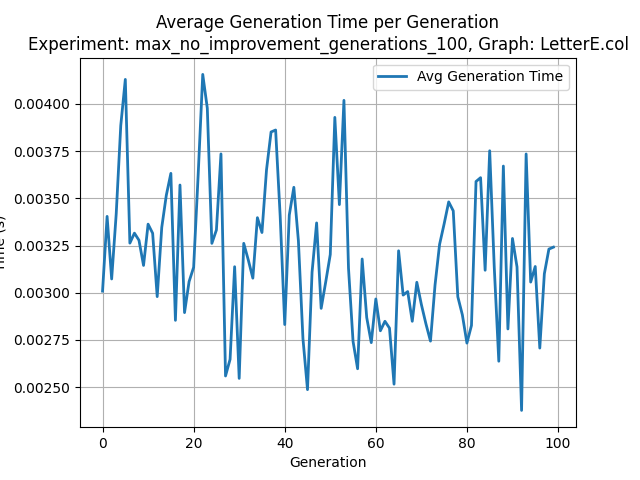 Average Generation Time per Generation
Experiment: max_no_improvement_generations_100, Graph: LetterE.col
Avg Generation Time
0.00400
0.00375
0.00350
0.00325
0.00300
0.00275
0.00250
Time (s)
0 20 40 60 80 100
Generation